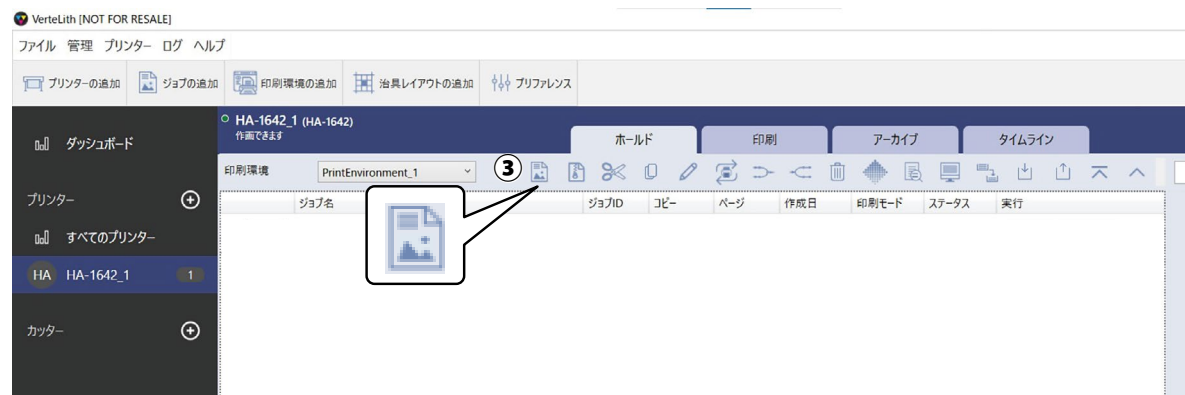 VerteLith [NOT FOR RESALE]
ファイル 管理 プリンター ログ ヘルプ
プリンターの追加 ジョブの追加 印刷環境の追加 治具レイアウトの追加 プリファレンス
HA-1642_1 (HA-1642)
作画できます
ホールド 印刷 アーカイブ タイムライン
ダッシュボード
印刷環境 PrintEnvironment_1 ③
プリンター
ジョブ名 ジョブID コピー ページ 作成日 印刷モード ステータス 実行
すべてのプリンター
HA HA-1642_1 1
カッター